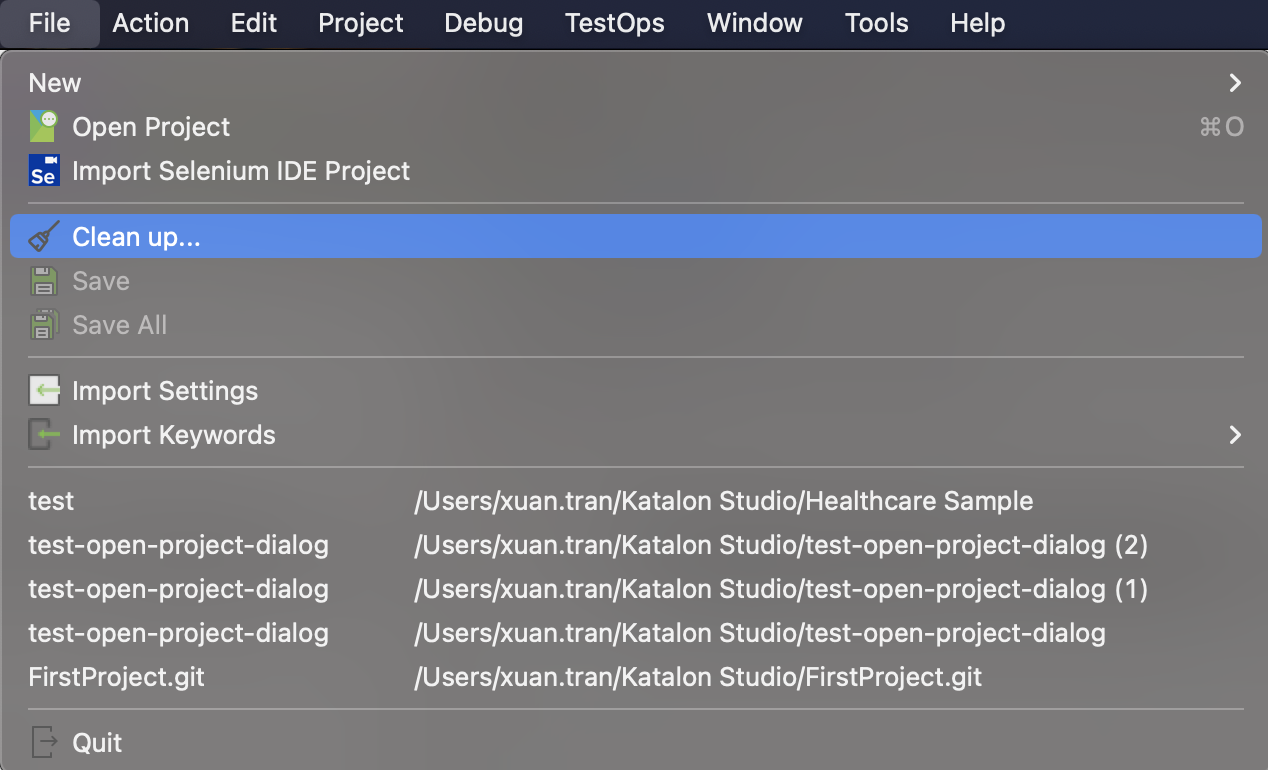 File Action Edit Project Debug TestOps Window Tools Help
New
Open Project ⌘O
Se Import Selenium IDE Project
Clean up...
Save
Save All
Import Settings
Import Keywords
test /Users/xuan.tran/Katalon Studio/Healthcare Sample
test-open-project-dialog /Users/xuan.tran/Katalon Studio/test-open-project-dialog (2)
test-open-project-dialog /Users/xuan.tran/Katalon Studio/test-open-project-dialog (1)
test-open-project-dialog /Users/xuan.tran/Katalon Studio/test-open-project-dialog
FirstProject.git /Users/xuan.tran/Katalon Studio/FirstProject.git
Quit